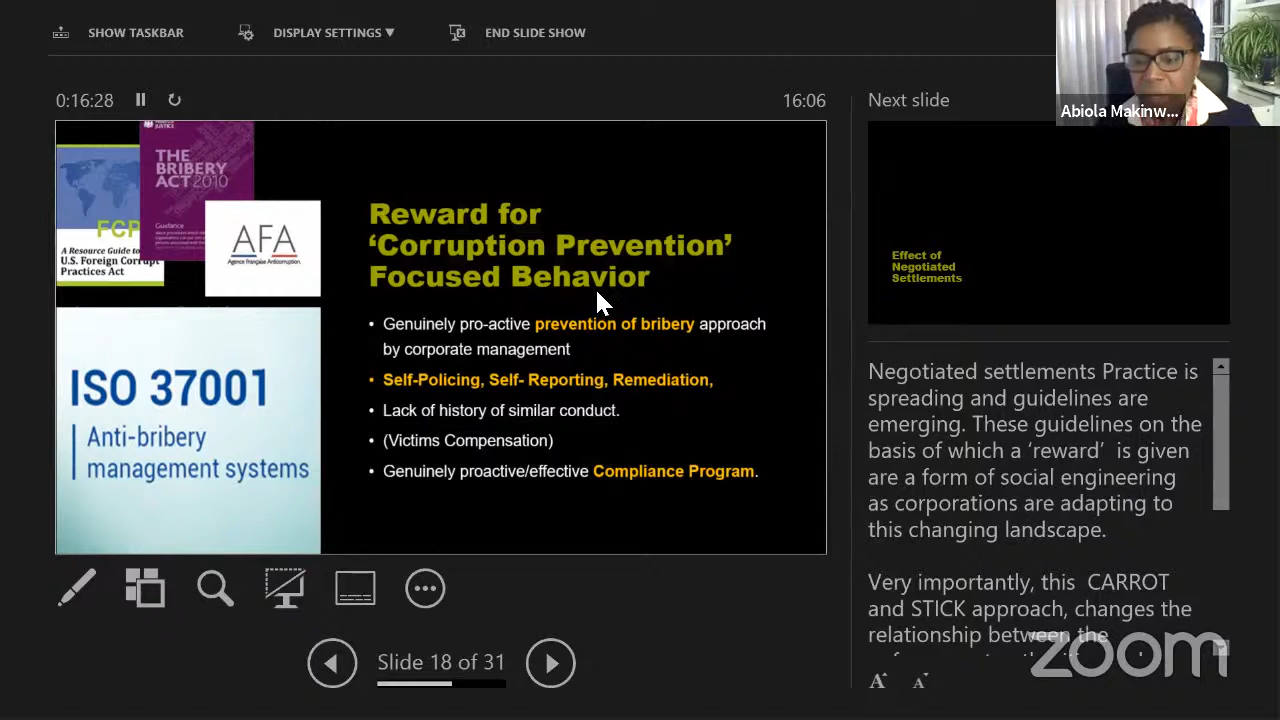 SHOW TASKBAR
DISPLAY SETTINGS ▼
END SLIDE SHOW
Abiola Makinw...
0:16:28
16:06
Next slide
JUSTICE
THE
BRIBERY
ACT 2010
Guidance
FCP
A Resource Guide to
U.S. Foreign Corrupt
Practices Act
AFA
Agence Française Anticorruption
ISO 37001
Anti-bribery
management systems
Reward for
‘Corruption Prevention’
Focused Behavior
• Genuinely pro-active prevention of bribery approach
by corporate management
• Self-Policing, Self- Reporting, Remediation,
• Lack of history of similar conduct.
• (Victims Compensation)
• Genuinely proactive/effective Compliance Program.
Effect of
Negotiated
Settlements
Negotiated settlements Practice is
spreading and guidelines are
emerging. These guidelines on the
basis of which a ‘reward’ is given
are a form of social engineering
as corporations are adapting to
this changing landscape.
Very importantly, this CARROT
and STICK approach, changes the
relationship between the
Slide 18 of 31
A A
zoom